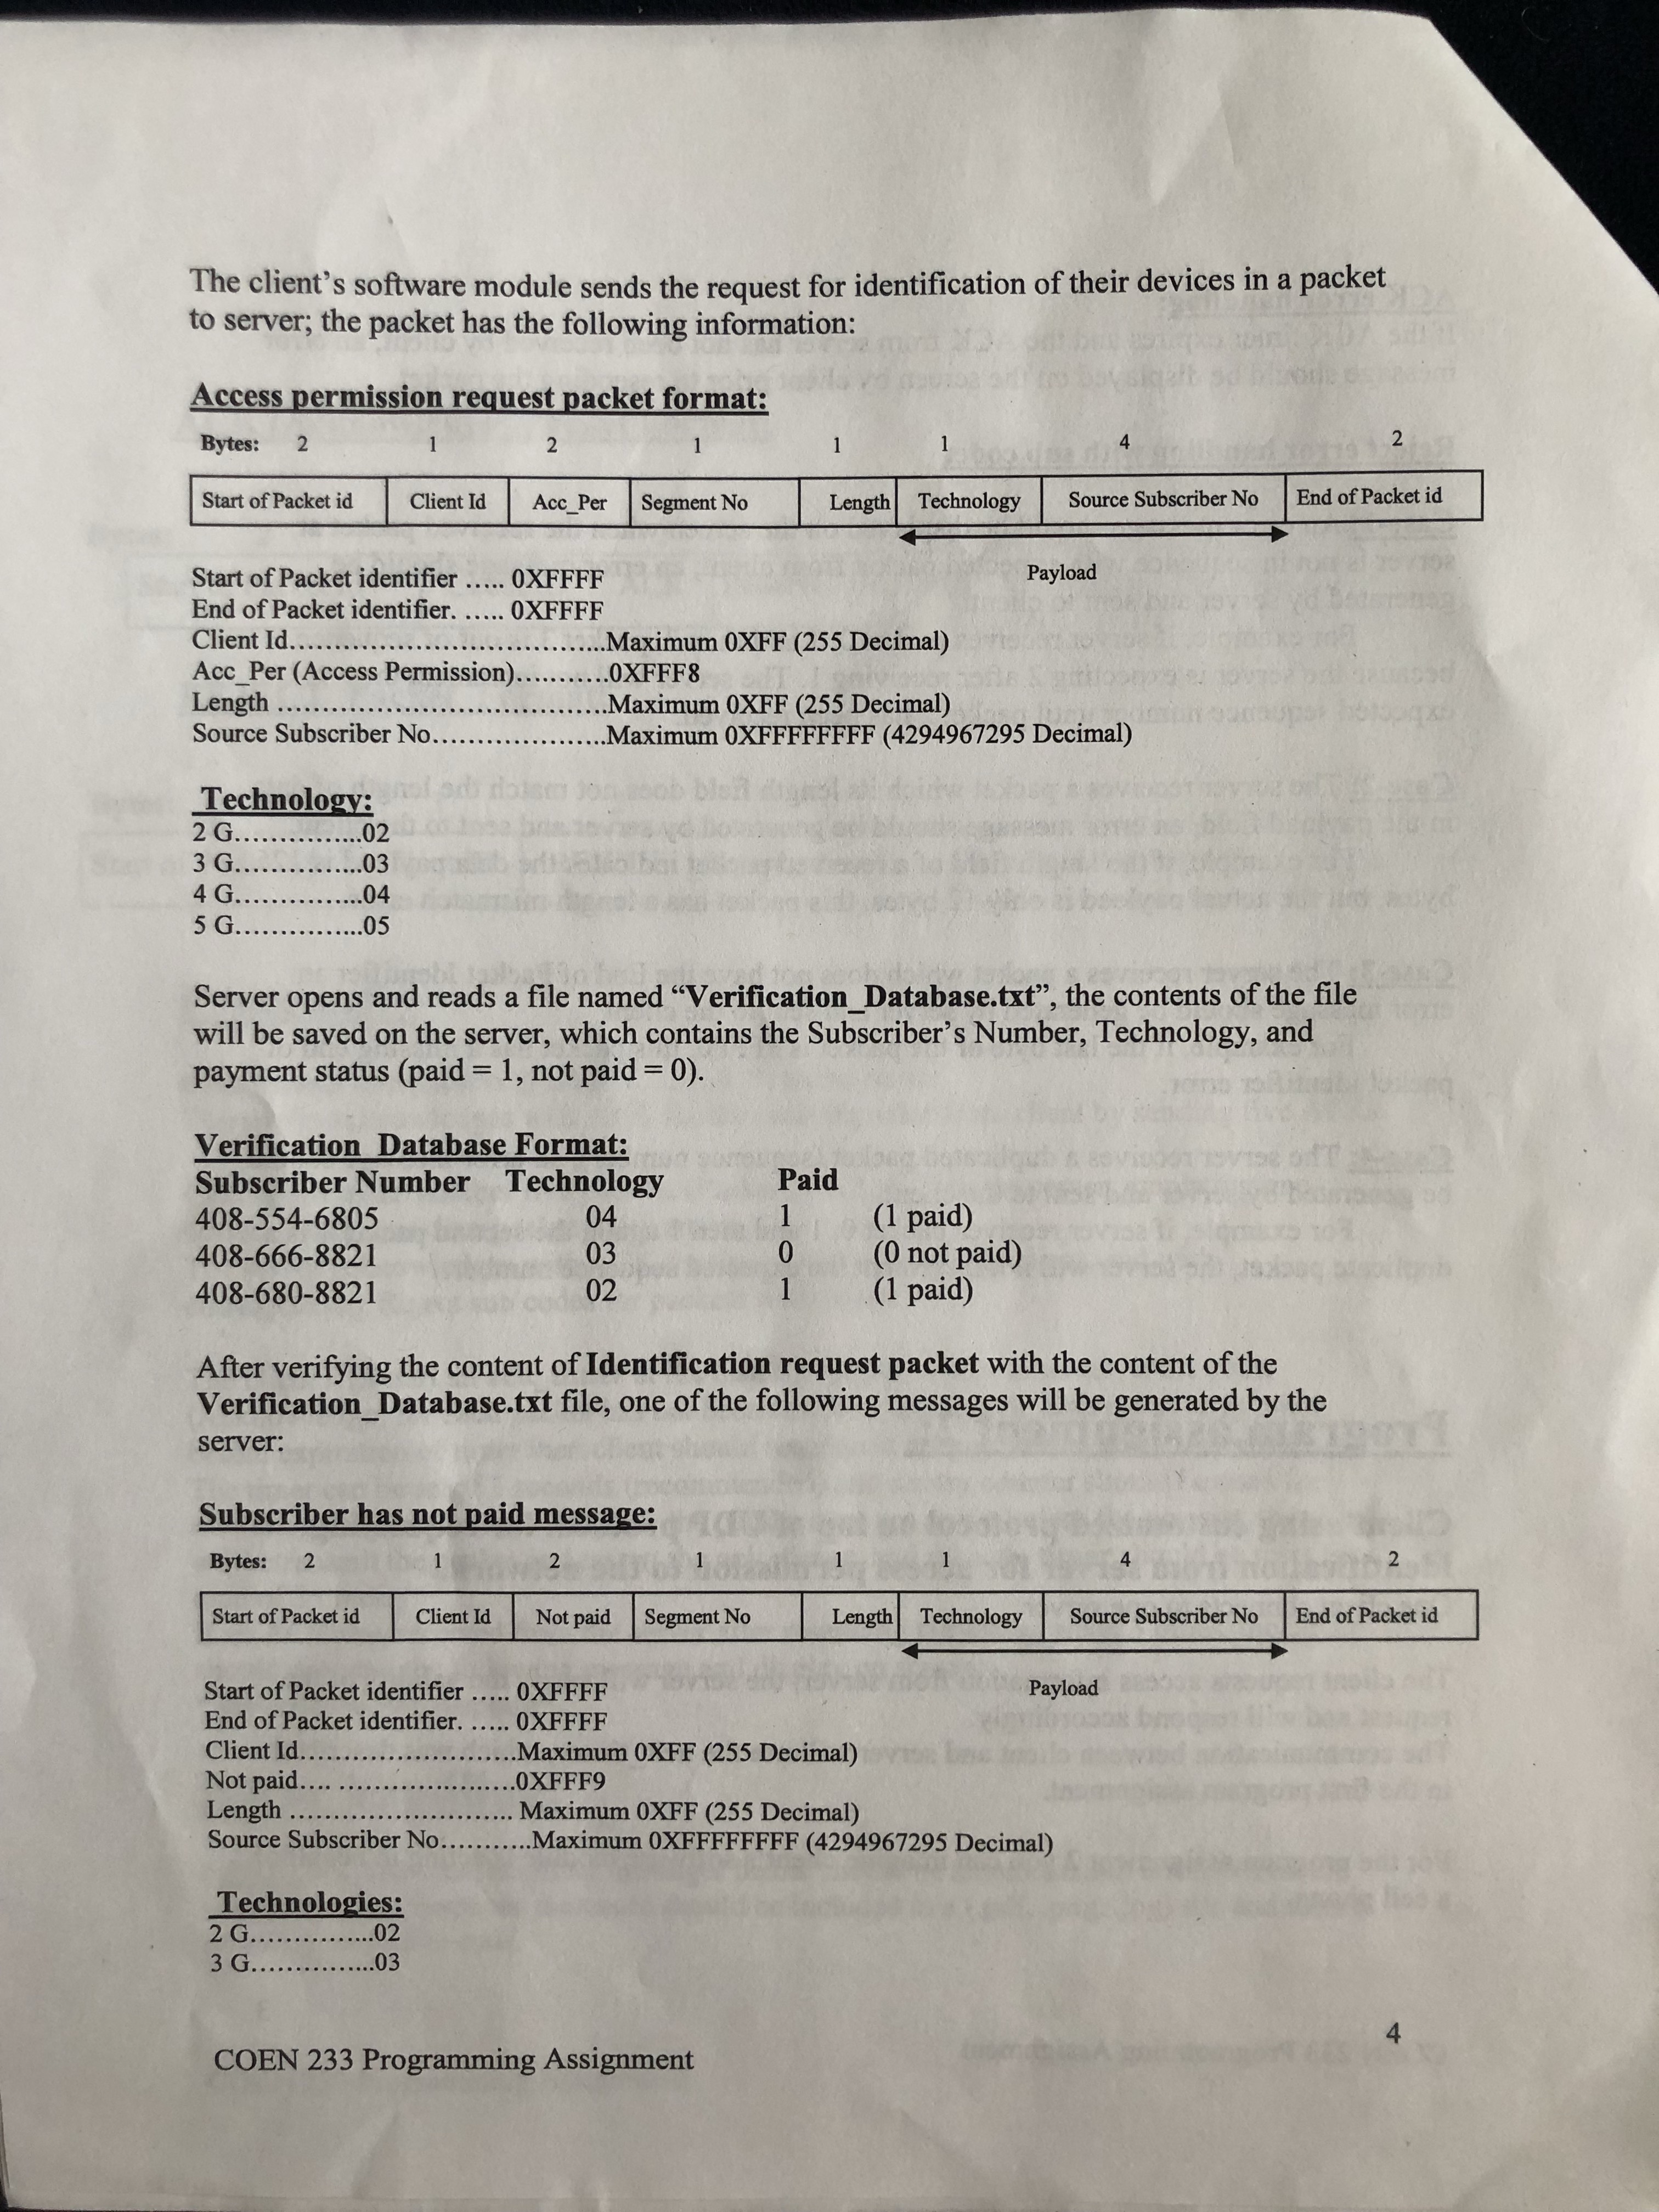 The client's software module sends the request for identification of their devices in a packet
to server; the packet has the following information:
Access permission request packet format:
Bytes: 2 1 2 1 1 1 4 2
Start of Packet id Client Id Acc_Per Segment No Length Technology Source Subscriber No End of Packet id
Payload
Start of Packet identifier ..... 0XFFFF
End of Packet identifier. ..... 0XFFFF
Client Id..................................Maximum 0XFF (255 Decimal)
Acc_Per (Access Permission)...........0XFFF8
Length ...................................Maximum 0XFF (255 Decimal)
Source Subscriber No...................Maximum 0XFFFFFFFF (4294967295 Decimal)
Technology:
2 G...............02
3 G...............03
4 G...............04
5 G...............05
Server opens and reads a file named “Verification_Database.txt”, the contents of the file
will be saved on the server, which contains the Subscriber's Number, Technology, and
payment status (paid = 1, not paid = 0).
Verification_Database Format:
Subscriber Number Technology Paid
408-554-6805 04 1 (1 paid)
408-666-8821 03 0 (0 not paid)
408-680-8821 02 1 (1 paid)
After verifying the content of Identification request packet with the content of the
Verification_Database.txt file, one of the following messages will be generated by the
server:
Subscriber has not paid message:
Bytes: 2 1 2 1 1 1 4 2
Start of Packet id Client Id Not paid Segment No Length Technology Source Subscriber No End of Packet id
Payload
Start of Packet identifier ..... 0XFFFF
End of Packet identifier. ..... 0XFFFF
Client Id.......................Maximum 0XFF (255 Decimal)
Not paid.... ...................0XFFF9
Length ........................ Maximum 0XFF (255 Decimal)
Source Subscriber No...........Maximum 0XFFFFFFFF (4294967295 Decimal)
Technologies:
2 G...............02
3 G...............03
4
COEN 233 Programming Assignment